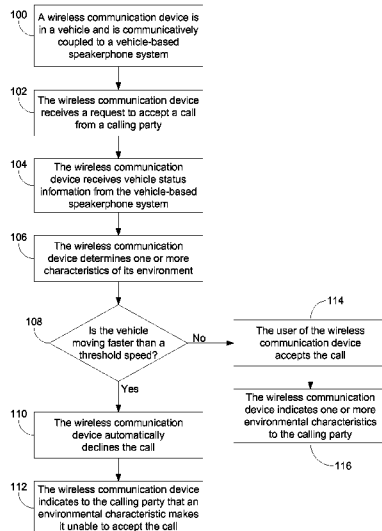 100
A wireless communication device is
in a vehicle and is communicatively
coupled to a vehicle-based
speakerphone system
102
The wireless communication device
receives a request to accept a call
from a calling party
104
The wireless communication
device receives vehicle status
information from the vehicle-based
speakerphone system
106
The wireless communication
device determines one or more
characteristics of its environment
108
Is the vehicle
moving faster than a
threshold speed?
No
Yes
114
The user of the wireless
communication device
accepts the call
The wireless communication
device indicates one or more
environmental characteristics
to the calling party
116
110
The wireless communication
device automatically
declines the call
112
The wireless communication device
indicates to the calling party that an
environmental characteristic makes
it unable to accept the call